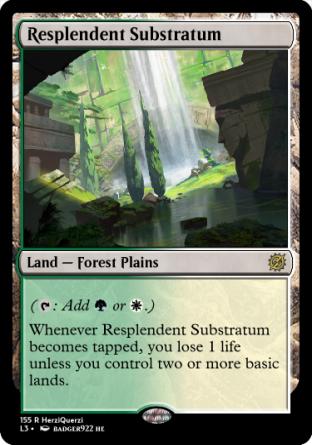 Resplendent Substratum
Land — Forest Plains
(: Add or .)
Whenever Resplendent Substratum
becomes tapped, you lose 1 life
unless you control two or more basic
lands.
155 R HerziQuerzi
L3 • BADGER922 HE